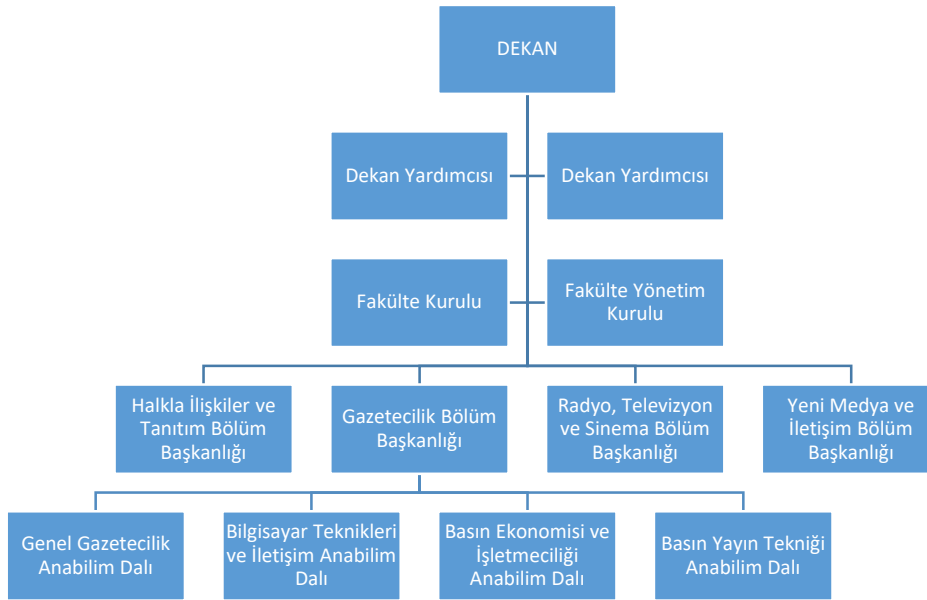 DEKAN
Dekan Yardımcısı
Dekan Yardımcısı
Fakülte Kurulu
Fakülte Yönetim
Kurulu
Halkla İlişkiler ve
Tanıtım Bölüm
Başkanlığı
Gazetecilik Bölüm
Başkanlığı
Radyo, Televizyon
ve Sinema Bölüm
Başkanlığı
Yeni Medya ve
İletişim Bölüm
Başkanlığı
Genel Gazetecilik
Anabilim Dalı
Bilgisayar Teknikleri
ve İletişim Anabilim
Dalı
Basın Ekonomisi ve
İşletmeciliği
Anabilim Dalı
Basın Yayın Tekniği
Anabilim Dalı